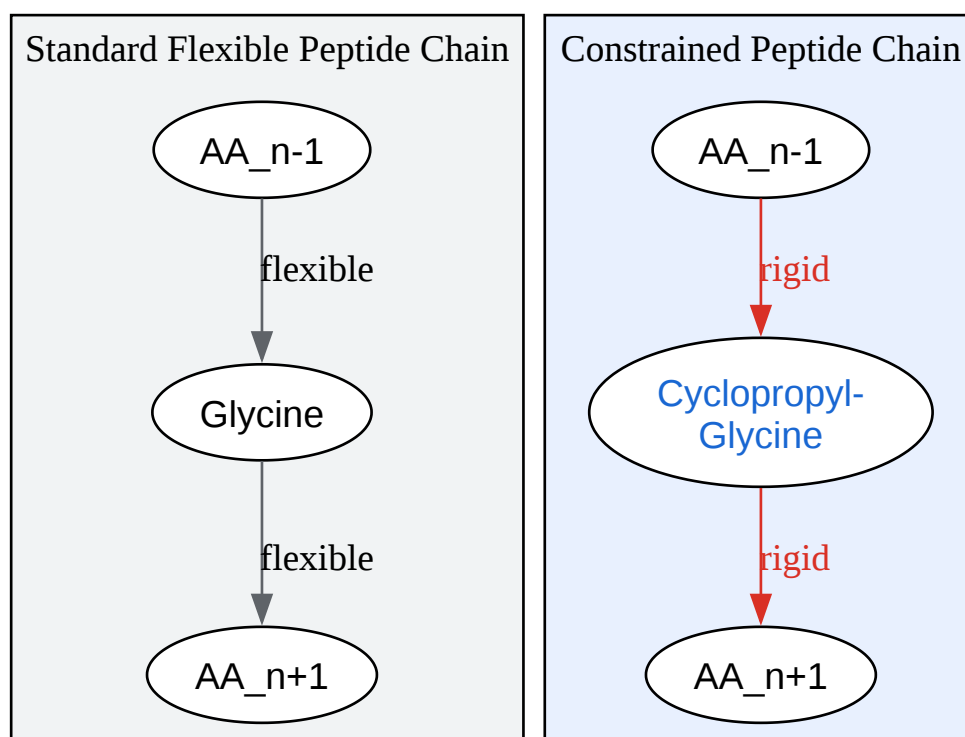 Standard Flexible Peptide Chain
AA_n-1
flexible
Glycine
flexible
AA_n+1
Constrained Peptide Chain
AA_n-1
rigid
Cyclopropyl-
Glycine
rigid
AA_n+1